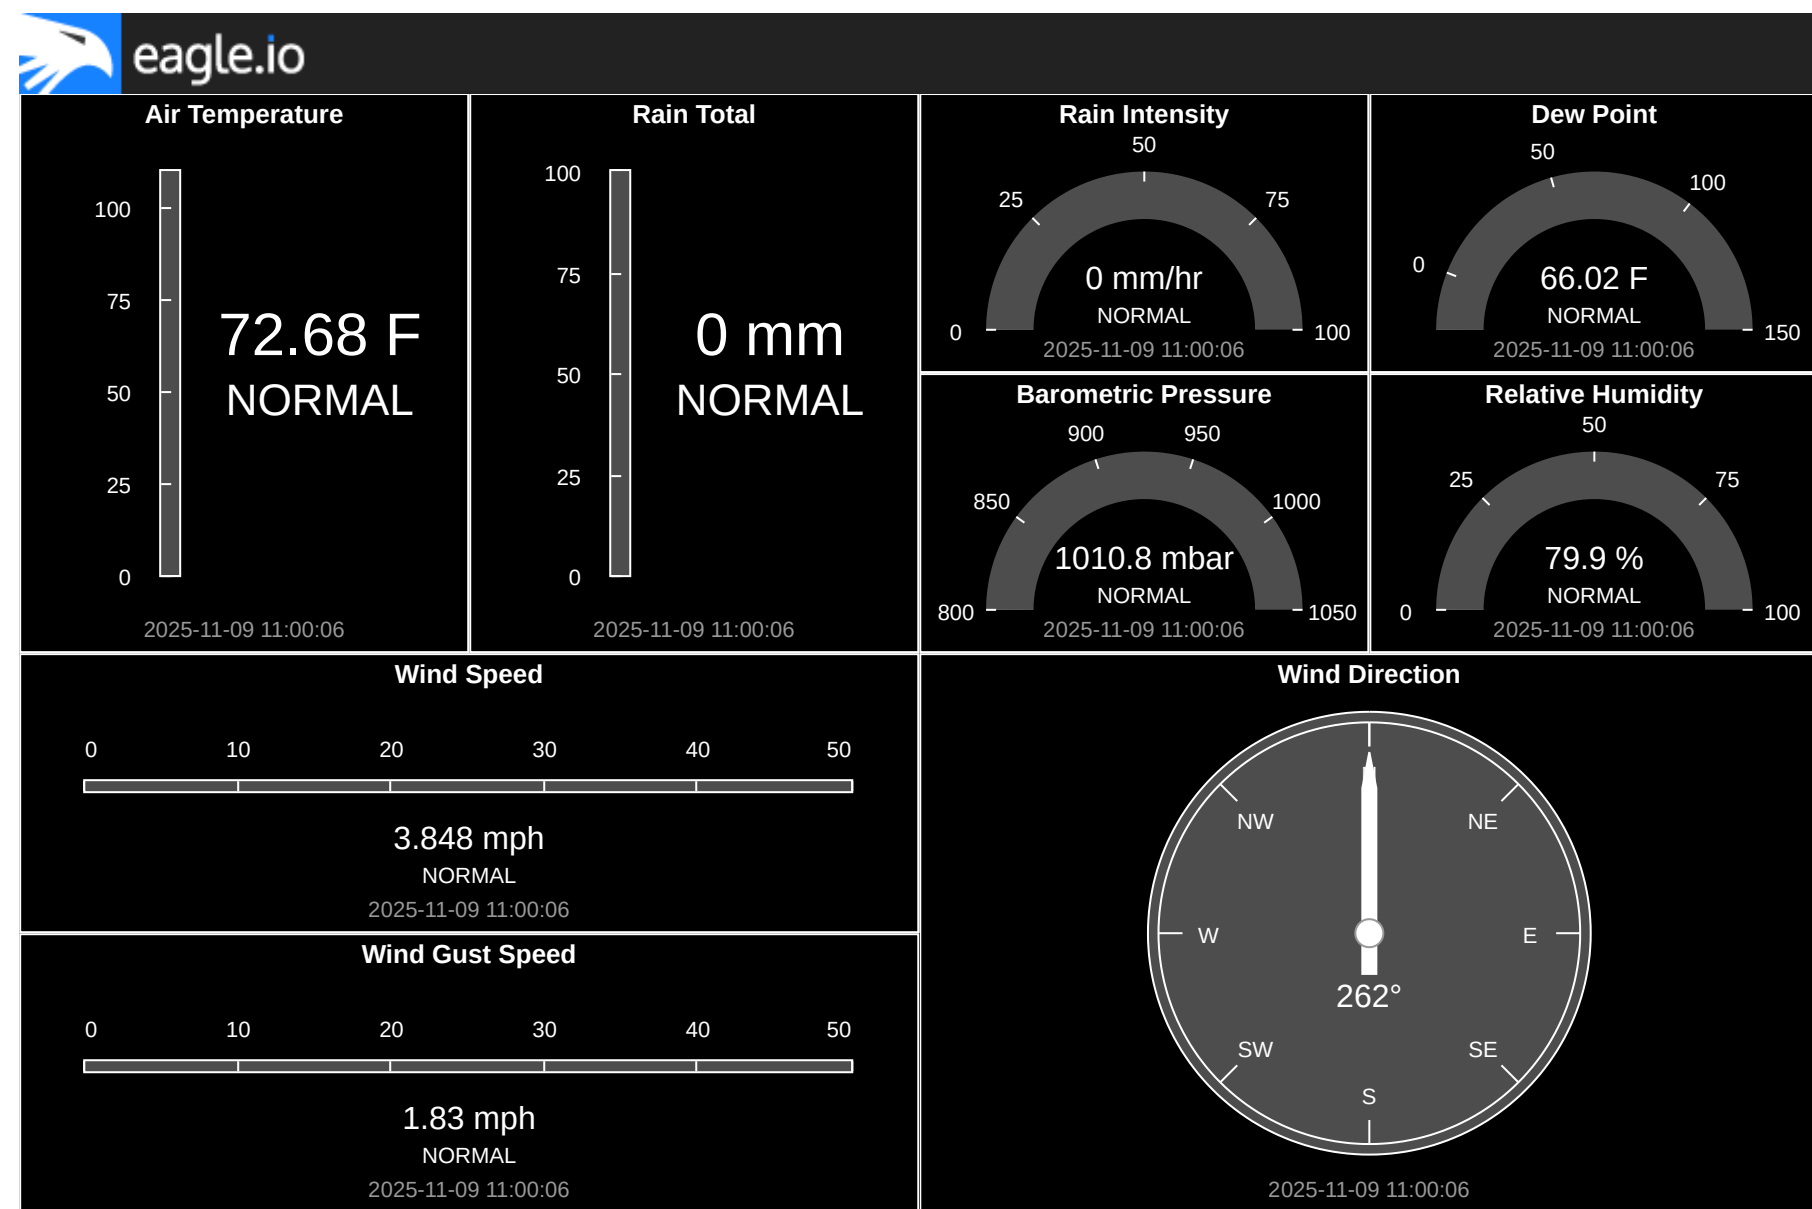 eagle.io
Air Temperature
100
75
50
25
0
72.68 F
NORMAL
2025-11-09 11:00:06
Rain Total
100
75
50
25
0
0 mm
NORMAL
2025-11-09 11:00:06
Rain Intensity
0
25
50
75
100
0 mm/hr
NORMAL
2025-11-09 11:00:06
Dew Point
0
50
100
150
66.02 F
NORMAL
2025-11-09 11:00:06
Barometric Pressure
800
850
900
950
1000
1050
1010.8 mbar
NORMAL
2025-11-09 11:00:06
Relative Humidity
0
25
50
75
100
79.9 %
NORMAL
2025-11-09 11:00:06
Wind Speed
0 10 20 30 40 50
3.848 mph
NORMAL
2025-11-09 11:00:06
Wind Gust Speed
0 10 20 30 40 50
1.83 mph
NORMAL
2025-11-09 11:00:06
Wind Direction
NW NE
W E
262°
SW SE
S
2025-11-09 11:00:06